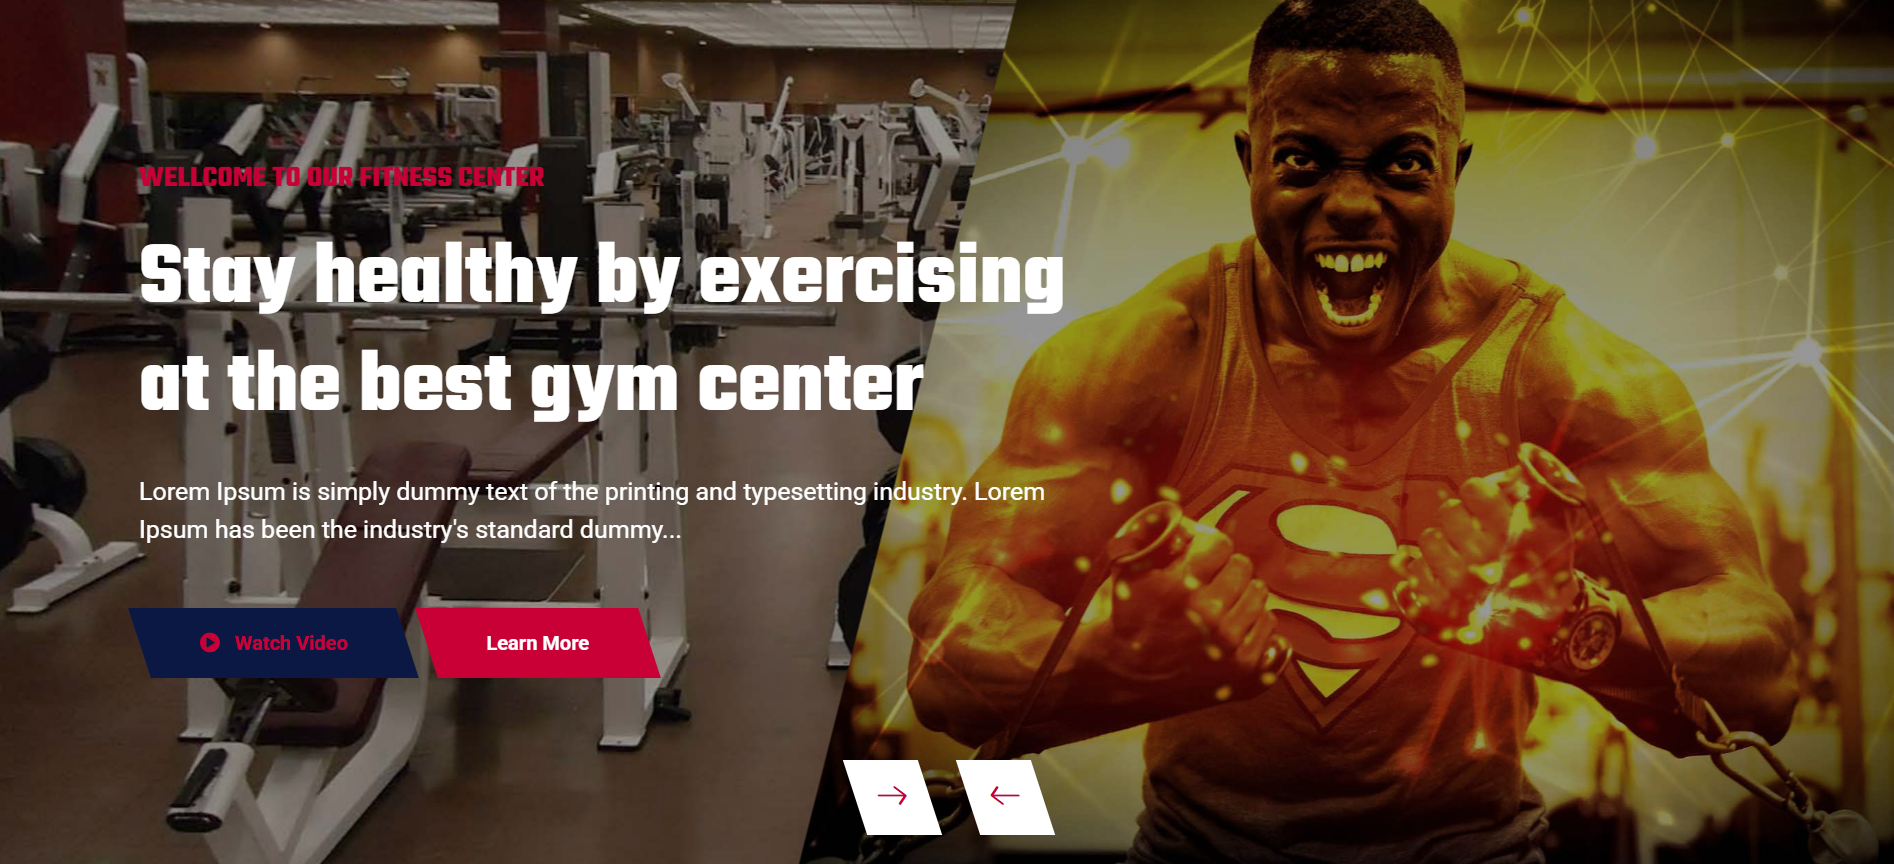 WELLCOME TO OUR FITNESS CENTER
Stay healthy by exercising
at the best gym center
Lorem Ipsum is simply dummy text of the printing and typesetting industry. Lorem
Ipsum has been the industry's standard dummy...
Watch Video
Learn More
S